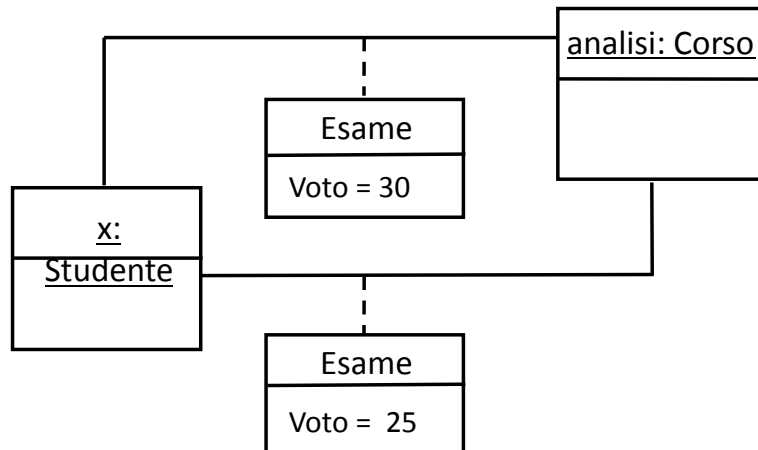 analisi: Corso
Esame
Voto = 30
x:
Studente
Esame
Voto =  25